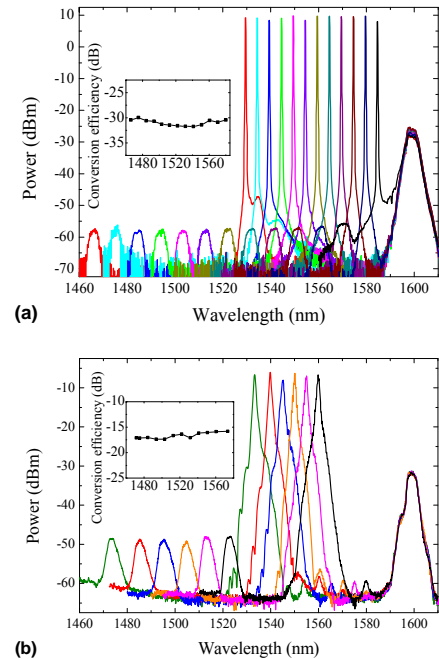 10
0
-10
-20
-30
-40
-50
-60
-70
Power (dBm)
-25
-30
-35
Conversion efficiency (dB)
1480 1520 1560
1460 1480 1500 1520 1540 1560 1580 1600
Wavelength (nm)
(a)
-10
-20
-30
-40
-50
-60
Power (dBm)
-10
-15
-20
-25
Conversion efficiency (dB)
1480 1500 1520 1540 1560
1460 1480 1500 1520 1540 1560 1580 1600
Wavelength (nm)
(b)